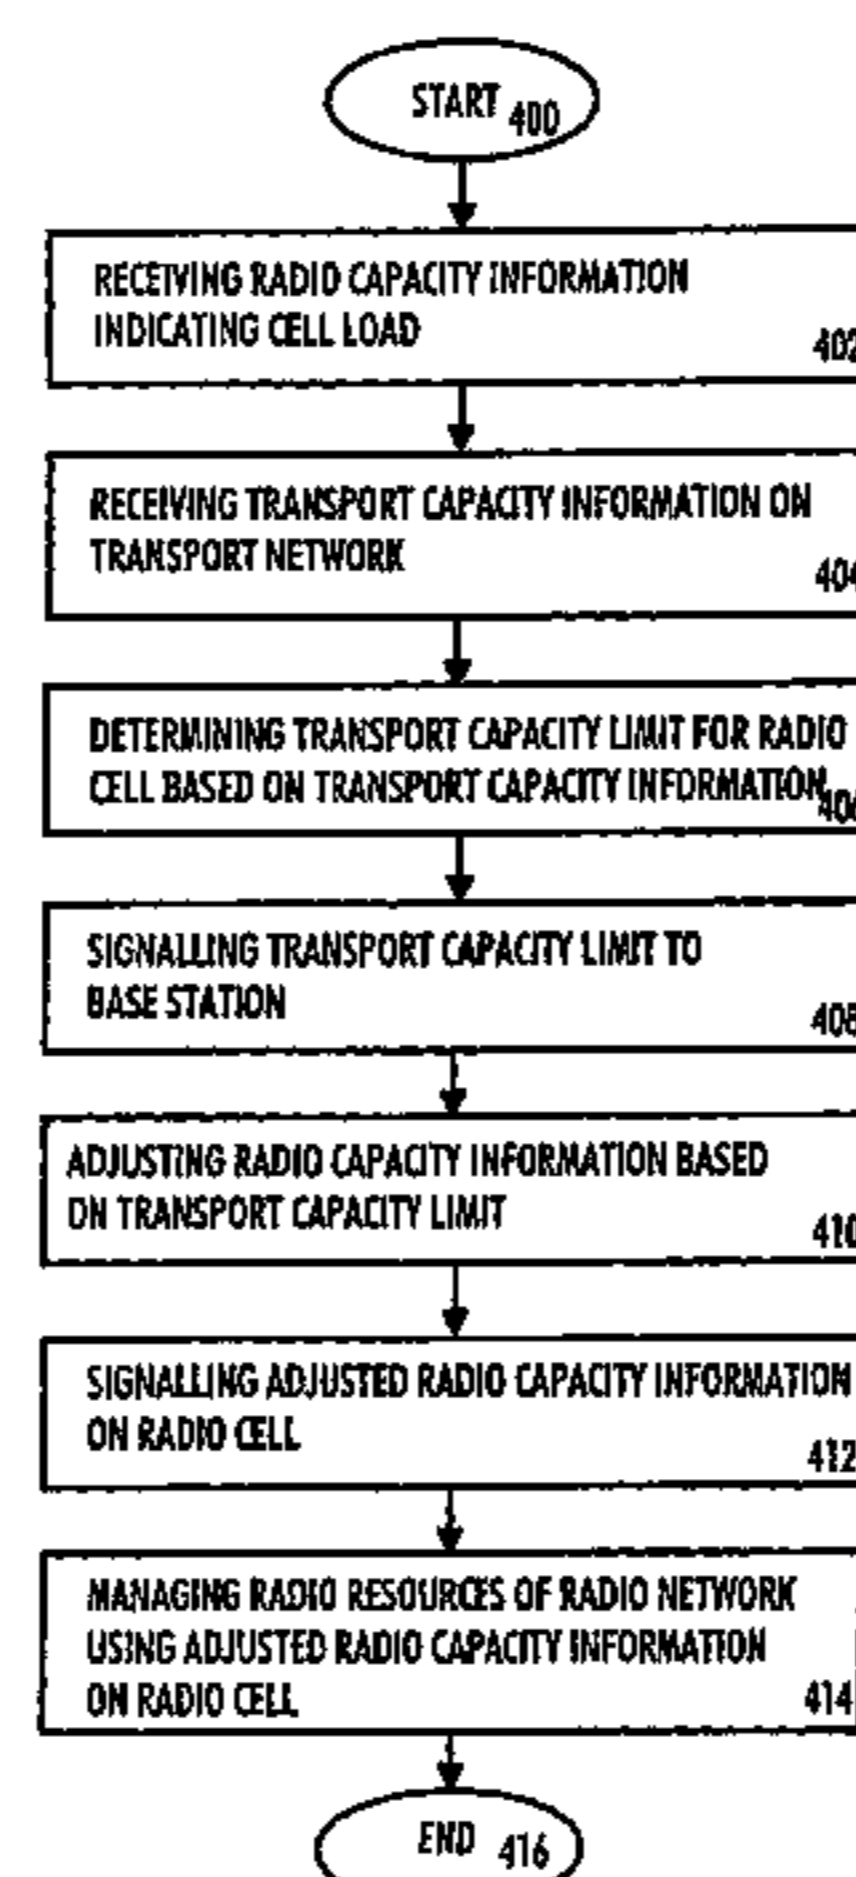 START 400
RECEIVING RADIO CAPACITY INFORMATION
INDICATING CELL LOAD
402
RECEIVING TRANSPORT CAPACITY INFORMATION ON
TRANSPORT NETWORK
404
DETERMINING TRANSPORT CAPACITY LIMIT FOR RADIO
CELL BASED ON TRANSPORT CAPACITY INFORMATION
406
SIGNALLING TRANSPORT CAPACITY LIMIT TO
BASE STATION
408
ADJUSTING RADIO CAPACITY INFORMATION BASED
ON TRANSPORT CAPACITY LIMIT
410
SIGNALLING ADJUSTED RADIO CAPACITY INFORMATION
ON RADIO CELL
412
MANAGING RADIO RESOURCES OF RADIO NETWORK
USING ADJUSTED RADIO CAPACITY INFORMATION
ON RADIO CELL
414
END 416